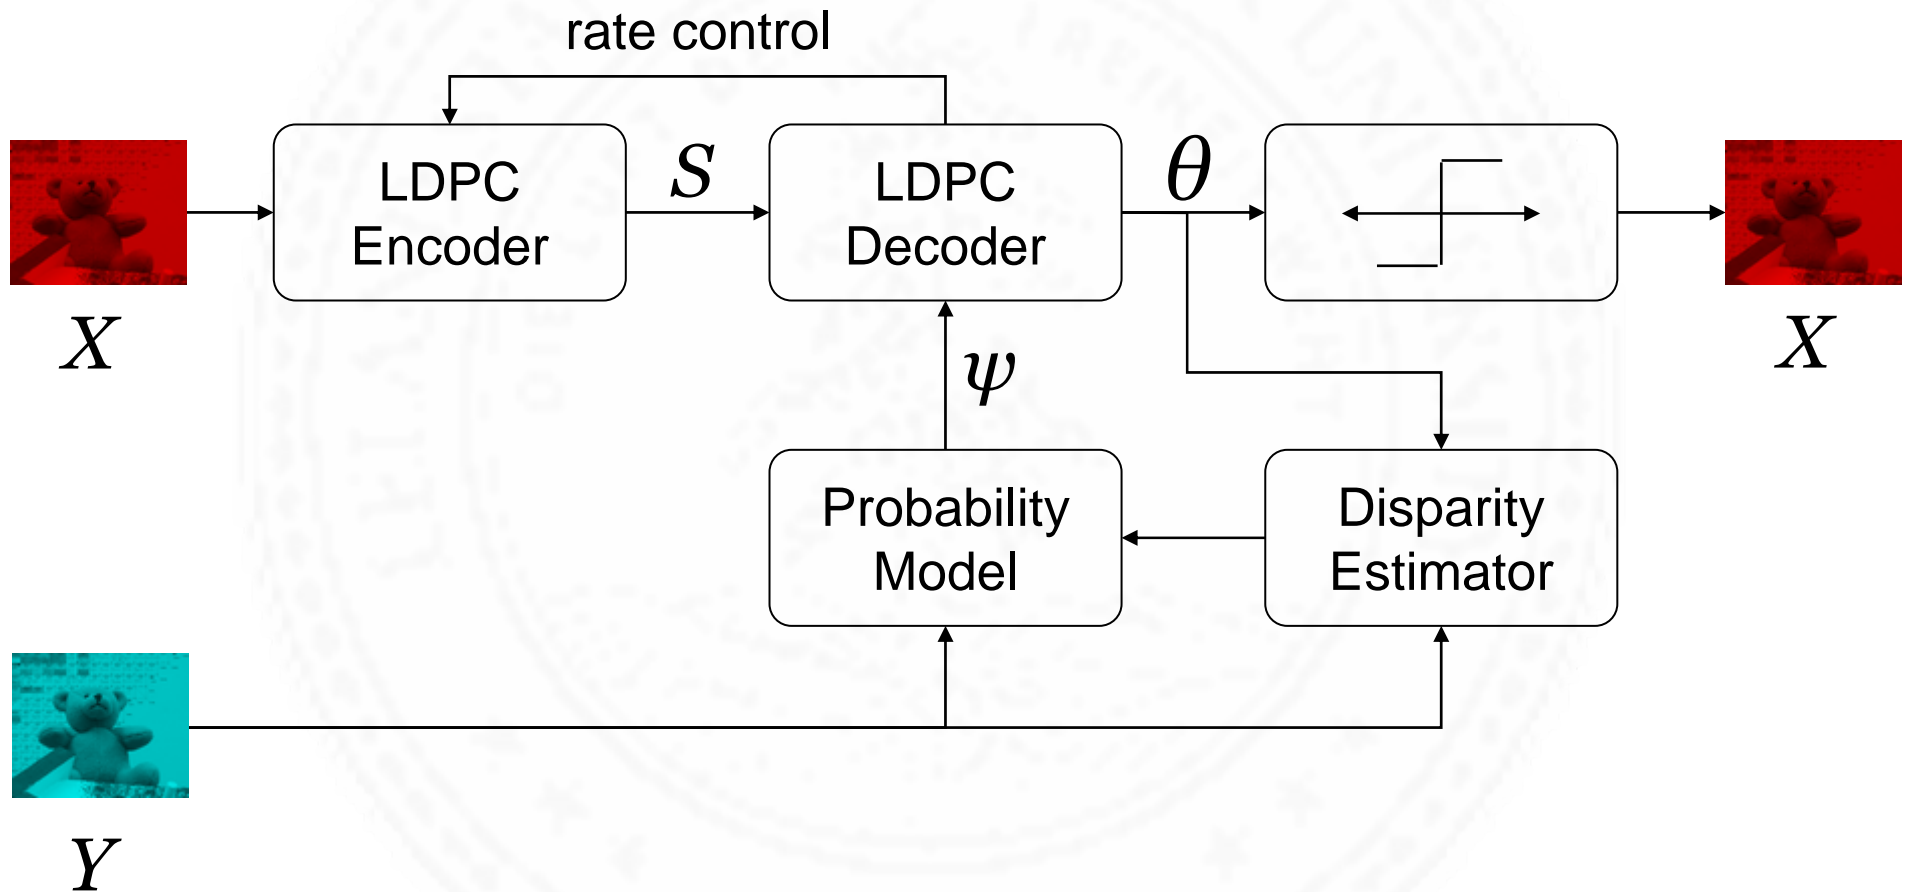 rate control
LDPC
Encoder
S
LDPC
Decoder
θ
X
X
ψ
Probability
Model
Disparity
Estimator
Y